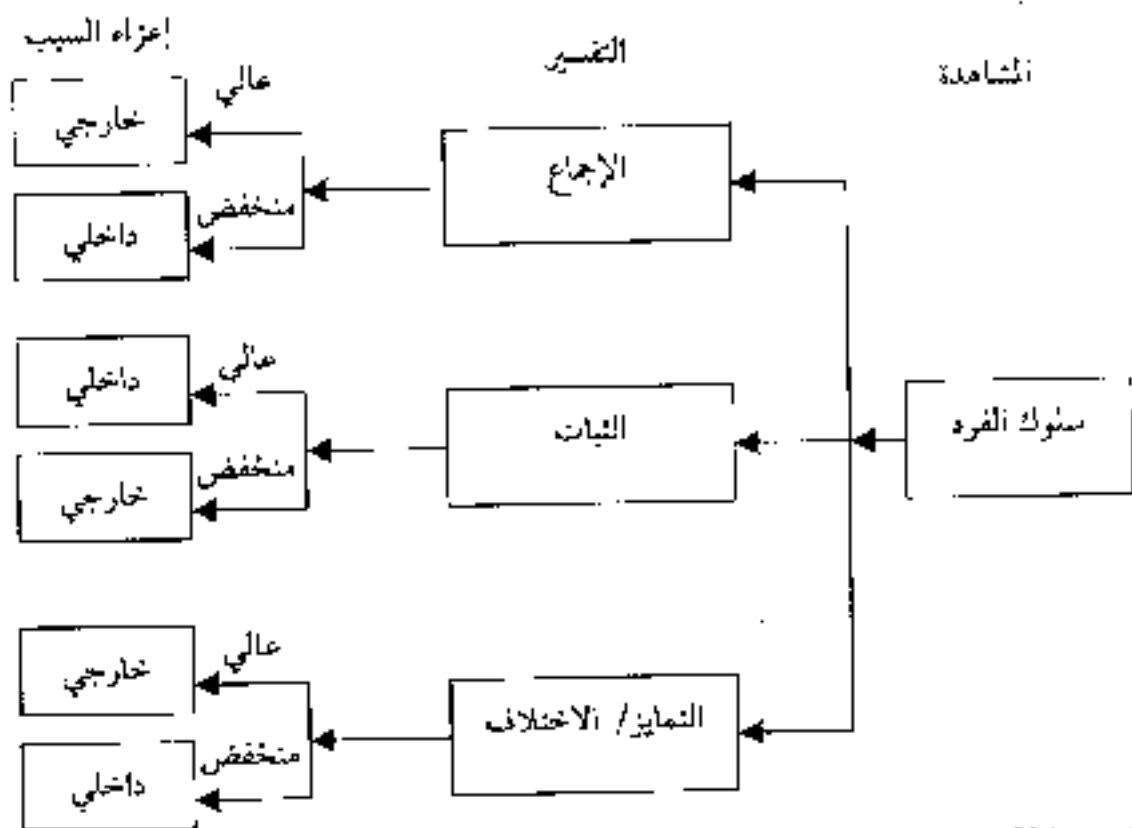 المشاهدة
التفسير
إعزاء السبب
سلوك الفرد
الإجماع
عالي
خارجي
منخفض
داخلي
الثبات
عالي
داخلي
منخفض
خارجي
التمايز/ الاختلاف
عالي
خارجي
منخفض
داخلي